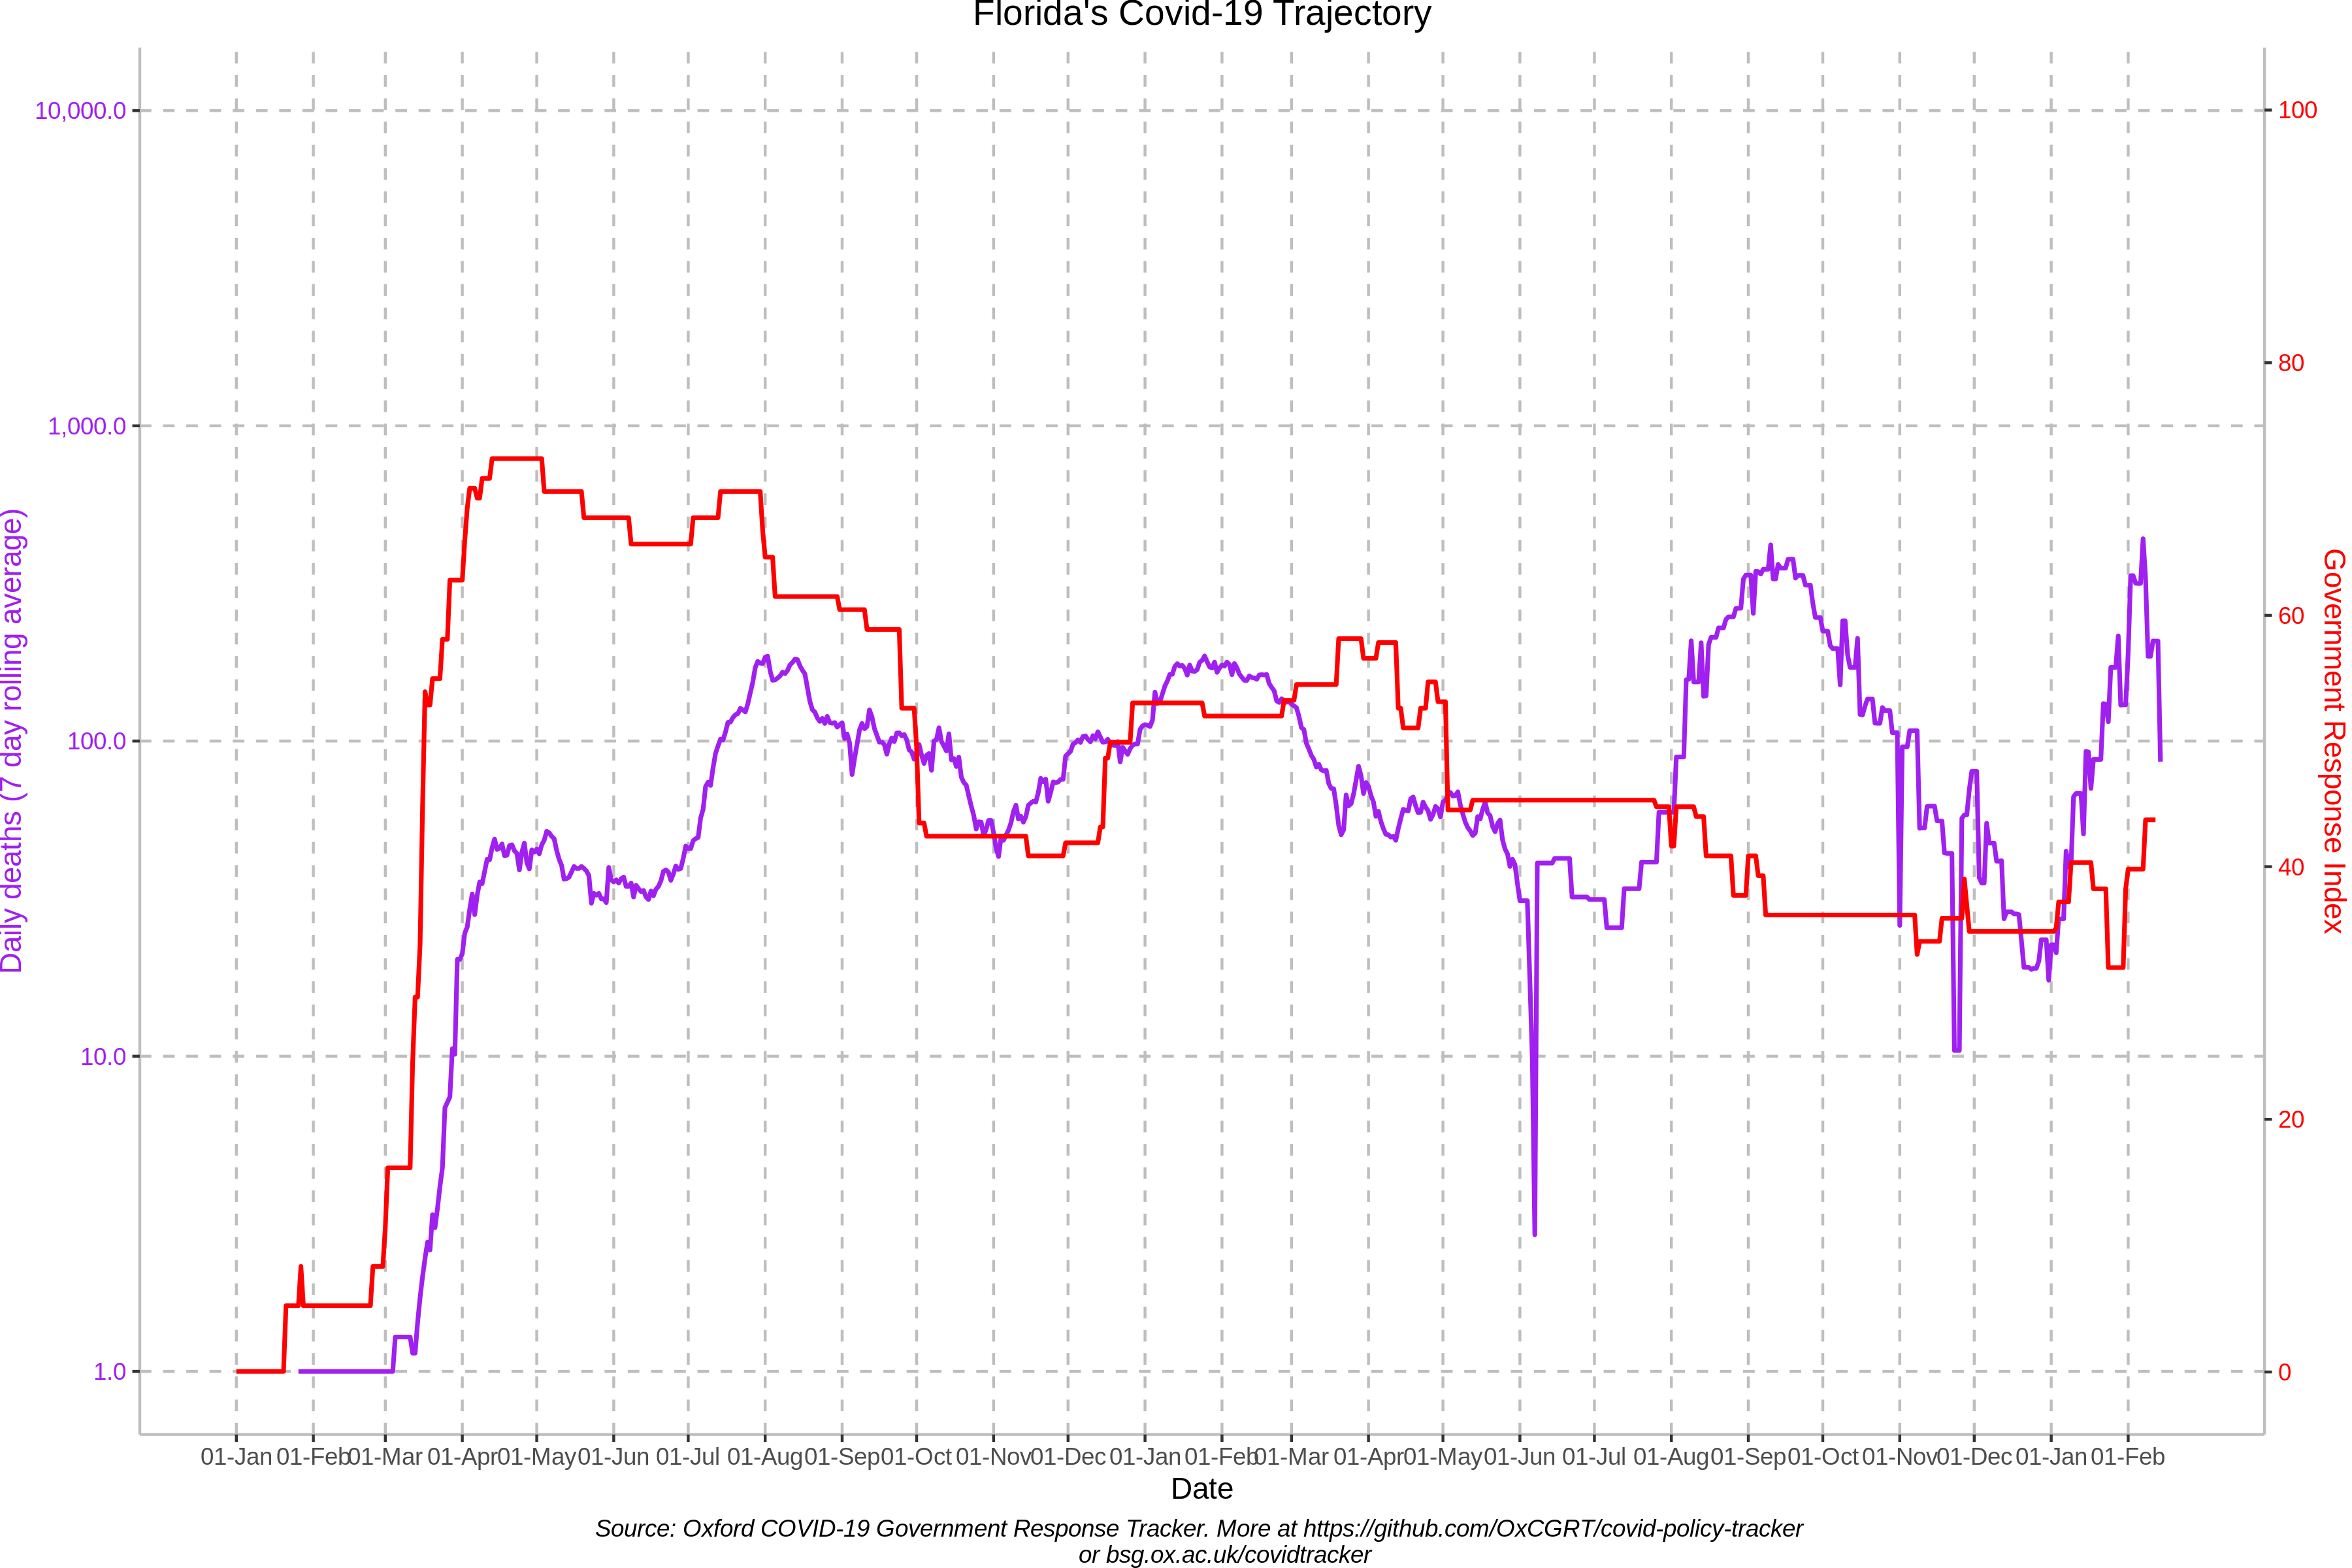 Florida's Covid-19 Trajectory
10,000.0
1,000.0
100.0
10.0
1.0
Daily deaths (7 day rolling average)
100
80
60
40
20
0
Government Response Index
01-Jan 01-Feb 01-Mar 01-Apr 01-May 01-Jun 01-Jul 01-Aug 01-Sep 01-Oct 01-Nov 01-Dec 01-Jan 01-Feb 01-Mar 01-Apr 01-May 01-Jun 01-Jul 01-Aug 01-Sep 01-Oct 01-Nov 01-Dec 01-Jan 01-Feb
Date
Source: Oxford COVID-19 Government Response Tracker. More at https://github.com/OxCGRT/covid-policy-tracker
or bsg.ox.ac.uk/covidtracker